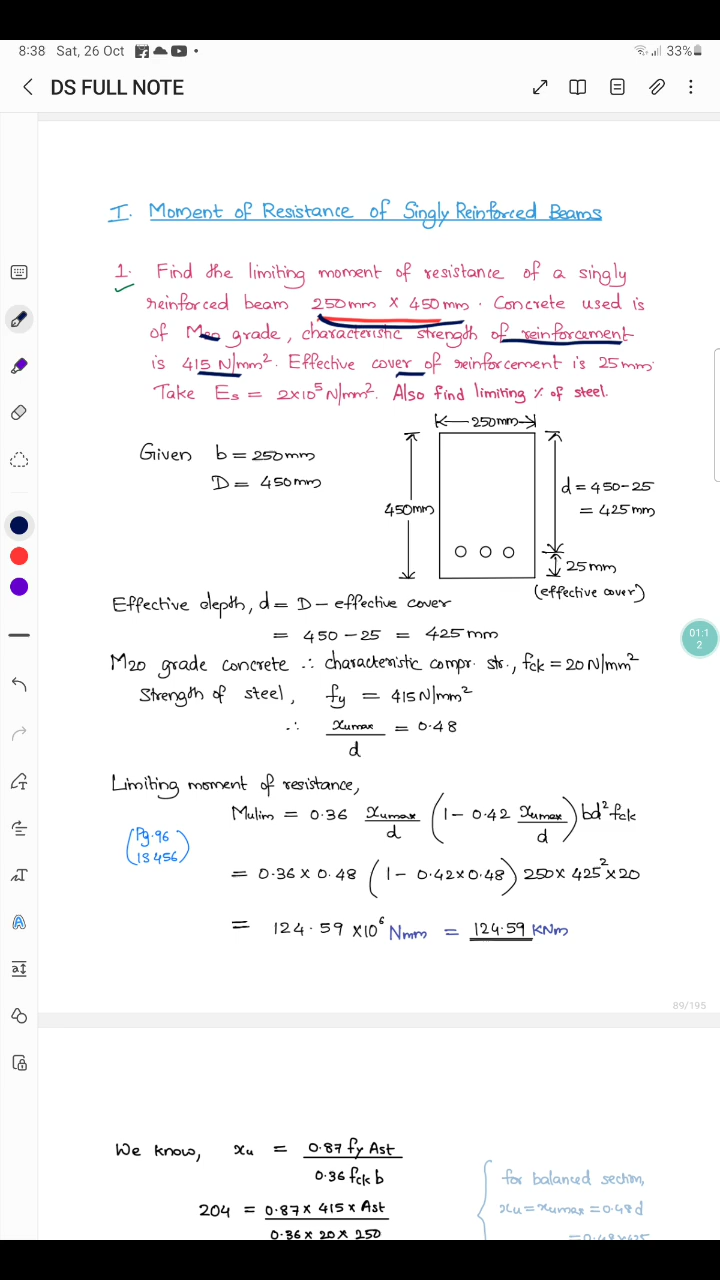 8:38 Sat, 26 Oct
33%
DS FULL NOTE
I. Moment of Resistance of Singly Reinforced Beams
1. Find the limiting moment of resistance of a singly
reinforced beam 250mm × 450mm. Concrete used is
of M20 grade, characteristic strength of reinforcement
is 415 N/mm². Effective cover of reinforcement is 25mm.
Take Es = 2×10⁵ N/mm². Also find limiting % of steel.
250mm
Given b = 250mm
D = 450mm
450mm
d = 450-25
= 425mm
25mm
(effective cover)
Effective depth, d = D - effective cover
= 450-25 = 425mm
M20 grade concrete ∴ characteristic compr. str., fck = 20N/mm²
Strength of steel, fy = 415N/mm²
∴ xumax/d = 0.48
Limiting moment of resistance,
Mulim = 0.36 xumax/d (1 - 0.42 xumax/d) bd² fck
(Pg.96
IS 456)
= 0.36 × 0.48 (1 - 0.42×0.48) 250 × 425² × 20
= 124.59 ×10⁶ Nmm = 124.59 KNm
01:12
89/195
We know, xu = 0.87 fy Ast / 0.36 fck b
204 = 0.87 × 415 × Ast / 0.36 × 20 × 250
for balanced section,
xu = xumax = 0.48d